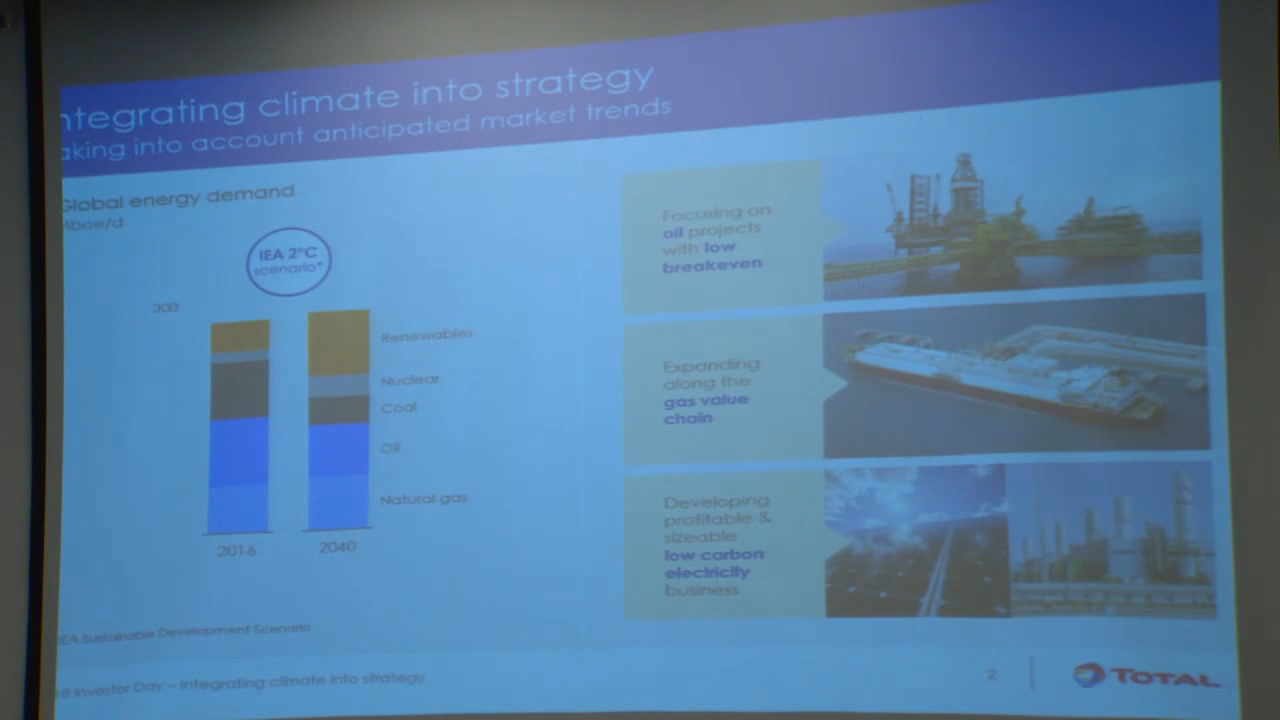 ntegrating climate into strategy
aking into account anticipated market trends
Global energy demand
boe/d
IEA 2°C
scenario*
300
Renewables
Nuclear
Coal
Oil
Natural gas
2016
2040
Focusing on
oil projects
with low
breakeven
Expanding
along the
gas value
chain
Developing
profitable &
sizeable
low carbon
electricity
business
IEA Sustainable Development Scenario
18 Investor Day – Integrating climate into strategy
2
TOTAL